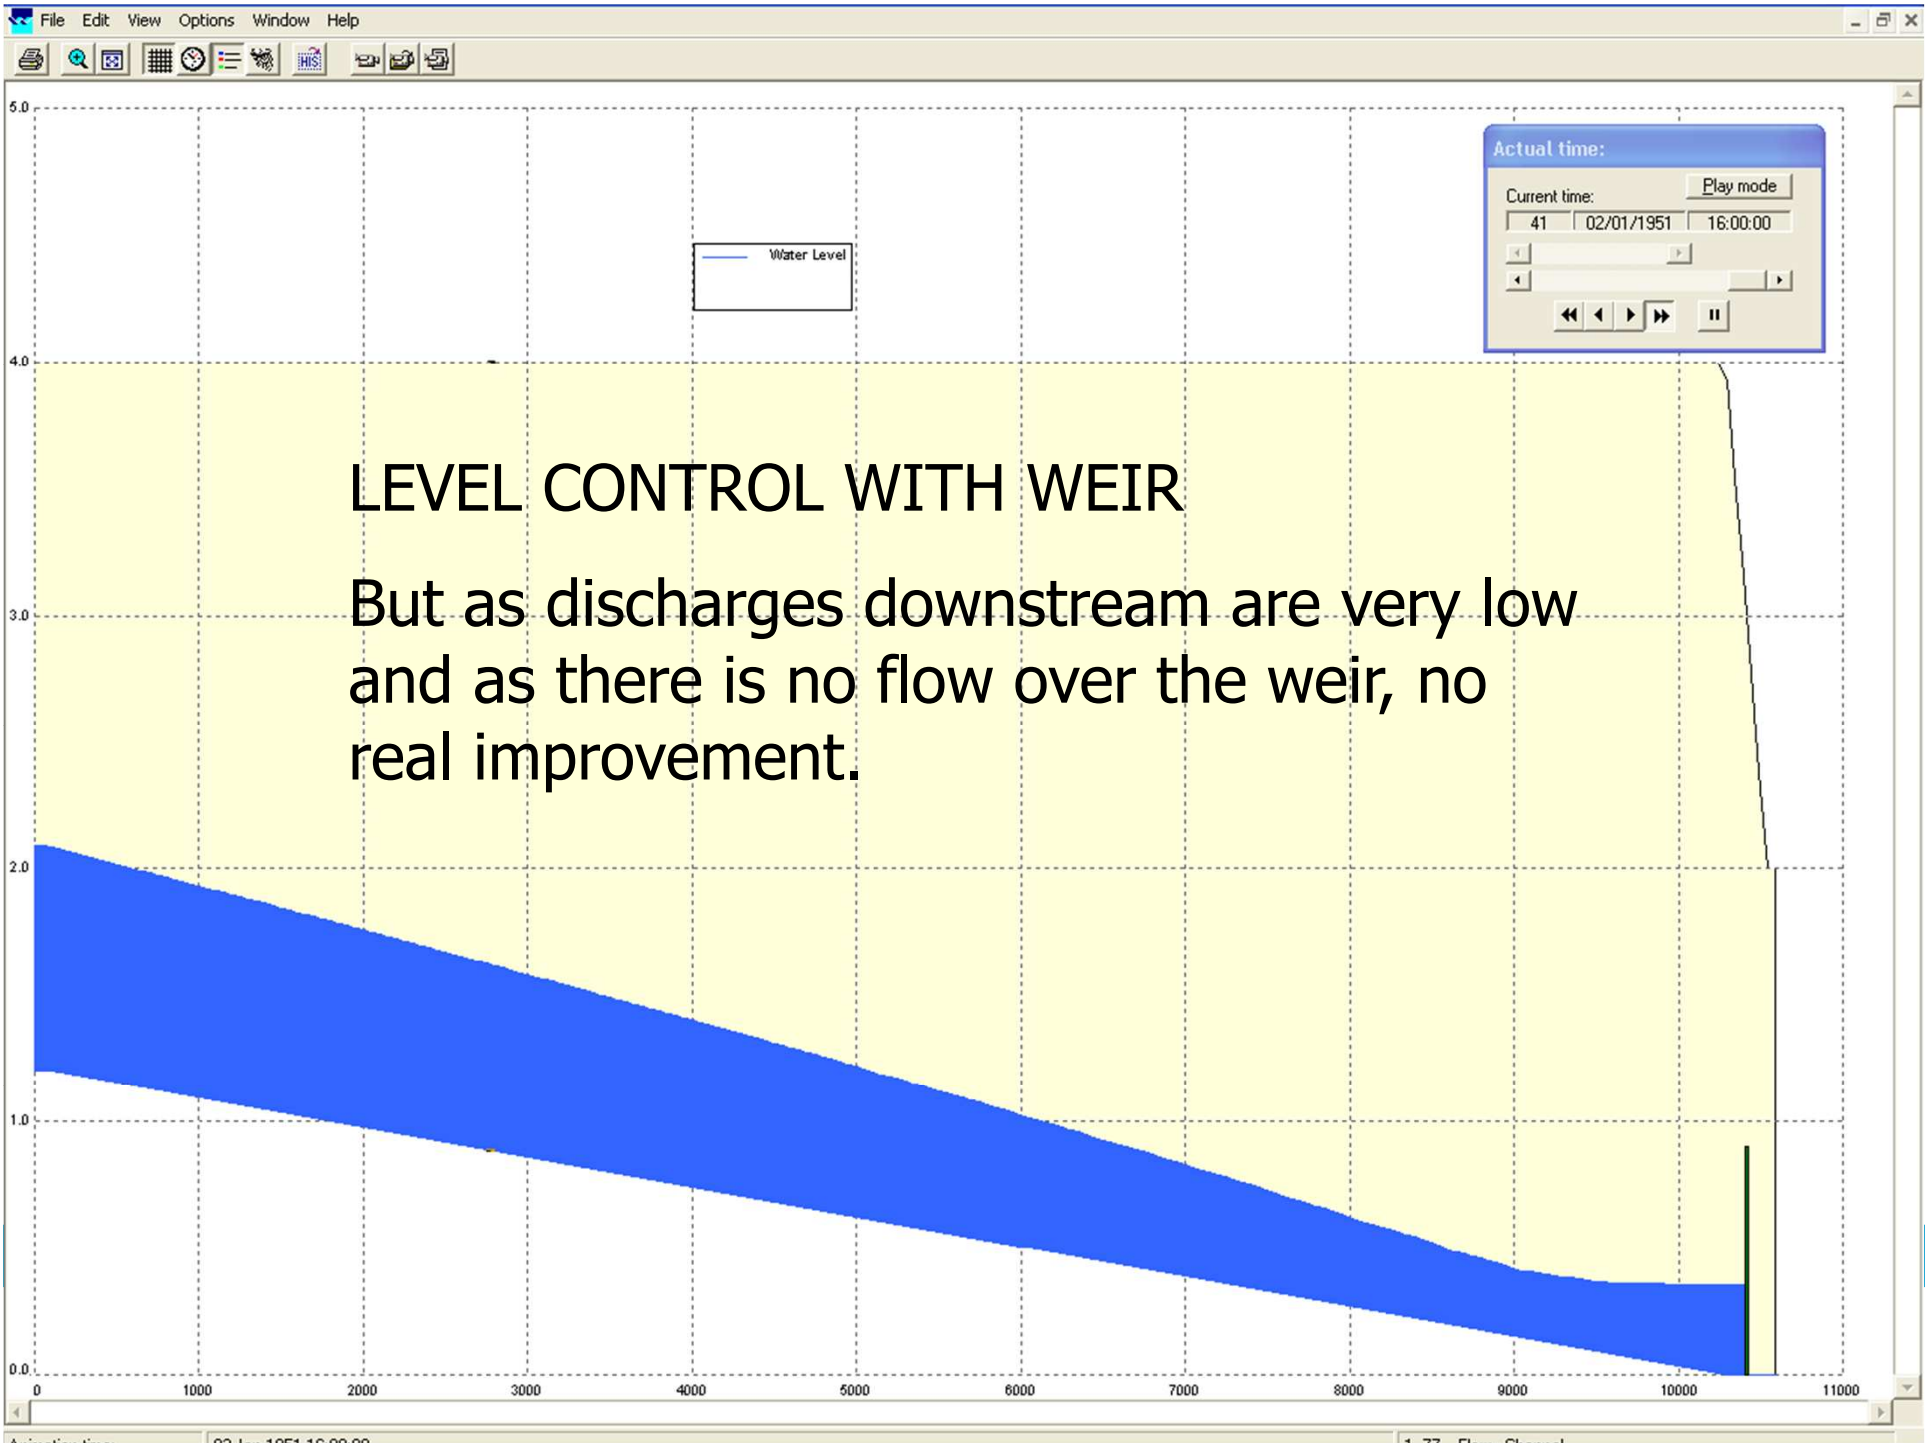 File Edit View Options Window Help
HIS
5.0
Actual time:
Play mode
Current time:
41 02/01/1951 16:00:00
Water Level
4.0
LEVEL CONTROL WITH WEIR
But as discharges downstream are very low
3.0
and as there is no flow over the weir, no
real improvement.
2.0
1.0
0.0
0 1000 2000 3000 4000 5000 6000 7000 8000 9000 10000 11000